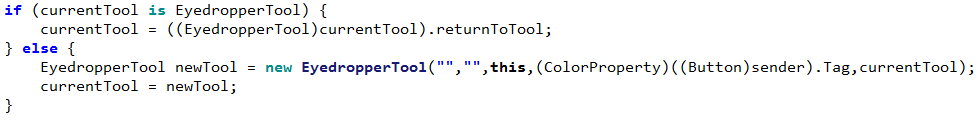 if (currentTool is EyedropperTool) {
    currentTool = ((EyedropperTool)currentTool).returnToTool;
} else {
    EyedropperTool newTool = new EyedropperTool("","",this,(ColorProperty)((Button)sender).Tag,currentTool);
    currentTool = newTool;
}